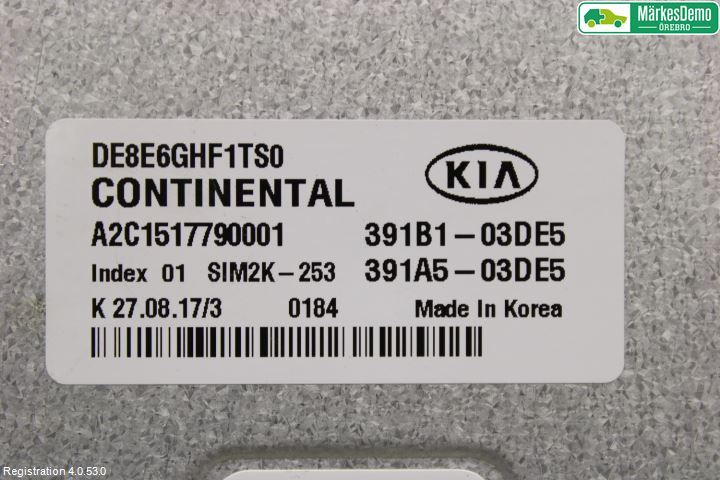 MärkesDemo
ÖREBRO
DE8E6GHF1TS0
CONTINENTAL
KIA
A2C1517790001 391B1-03DE5
Index 01 SIM2K-253 391A5-03DE5
K 27.08.17/3 0184 Made In Korea
Registration 4.0.53.0